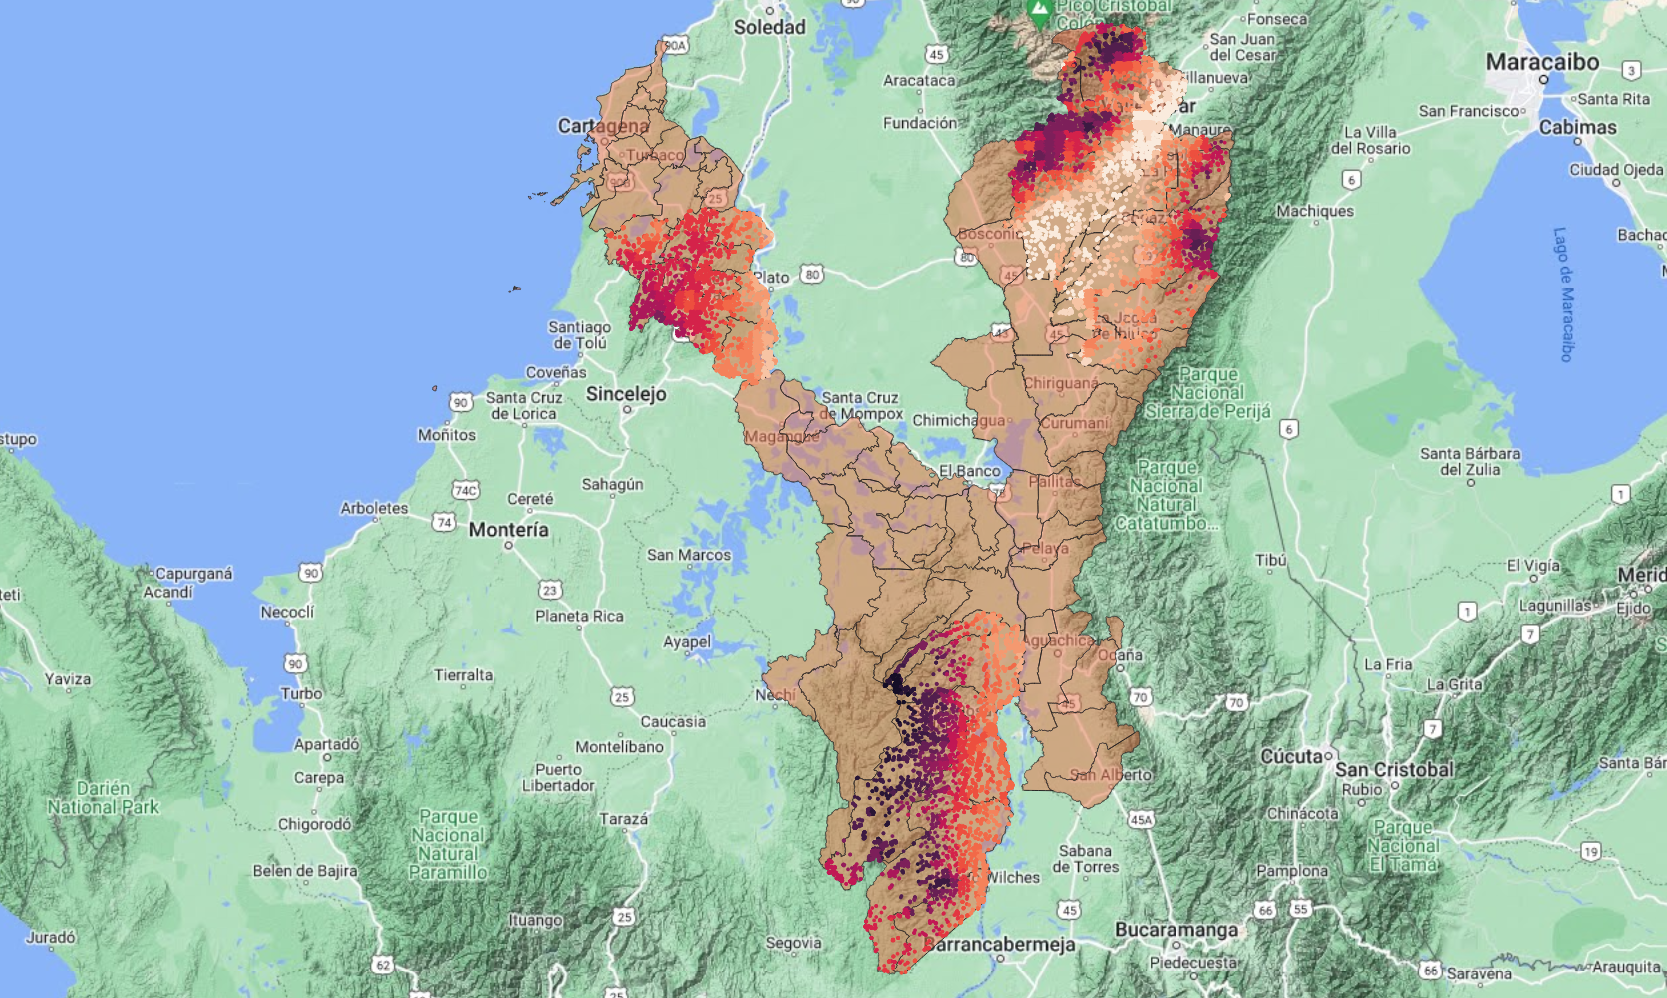 Pico Cristobal
Colón
Soledad
Fonseca
90A
45
San Juan
del Cesar
Maracaibo
3
Aracataca
Villanueva
ar
Santa Rita
San Francisco
Cartagena
Fundación
Manaure
La Villa
del Rosario
Cabimas
Turbaco
Ciudad Ojeda
6
25
Machiques
Bosconia
80
Bachac
Plato
80
45
Lago de Maracaibo
Santiago
de Tolú
43
45
La Jagua
de Ibirico
Coveñas
Parque
Nacional
Sierra de Perijá
Sincelejo
Chiriguaná
90
Santa Cruz
de Lorica
Santa Cruz
de Mompox
Chimichagua
Curumaní
6
Moñitos
Magangué
stupo
El Banco
Santa Bárbara
del Zulia
Parque
Nacional
Natural
Catatumbo...
74C
Cereté
Sahagún
Pailitas
1
Arboletes
74
Montería
San Marcos
Pelaya
Tibú
El Vigía
Capurganá
Acandí
90
Merid
teti
23
Necoclí
Planeta Rica
1
Lagunillas
Ejido
Ayapel
Aguachica
Ocaña
7
90
Yaviza
Tierralta
La Fria
Turbo
25
Nechí
70
70
45
La Grita
Caucasia
7
Apartadó
Montelíbano
Cúcuta
San Cristobal
Santa Bár
Carepa
Puerto
Libertador
San Alberto
Rubio
Darién
National Park
Chigorodó
Parque
Nacional
Natural
Paramillo
Tarazá
45A
Chinácota
Parque
Nacional
El Tamá
19
Belen de Bajira
Sabana
de Torres
Pamplona
Wilches
Ituango
25
45
66
55
Juradó
Segovia
Barrancabermeja
Bucaramanga
62
Piedecuesta
66
Saravena
Arauquita
25